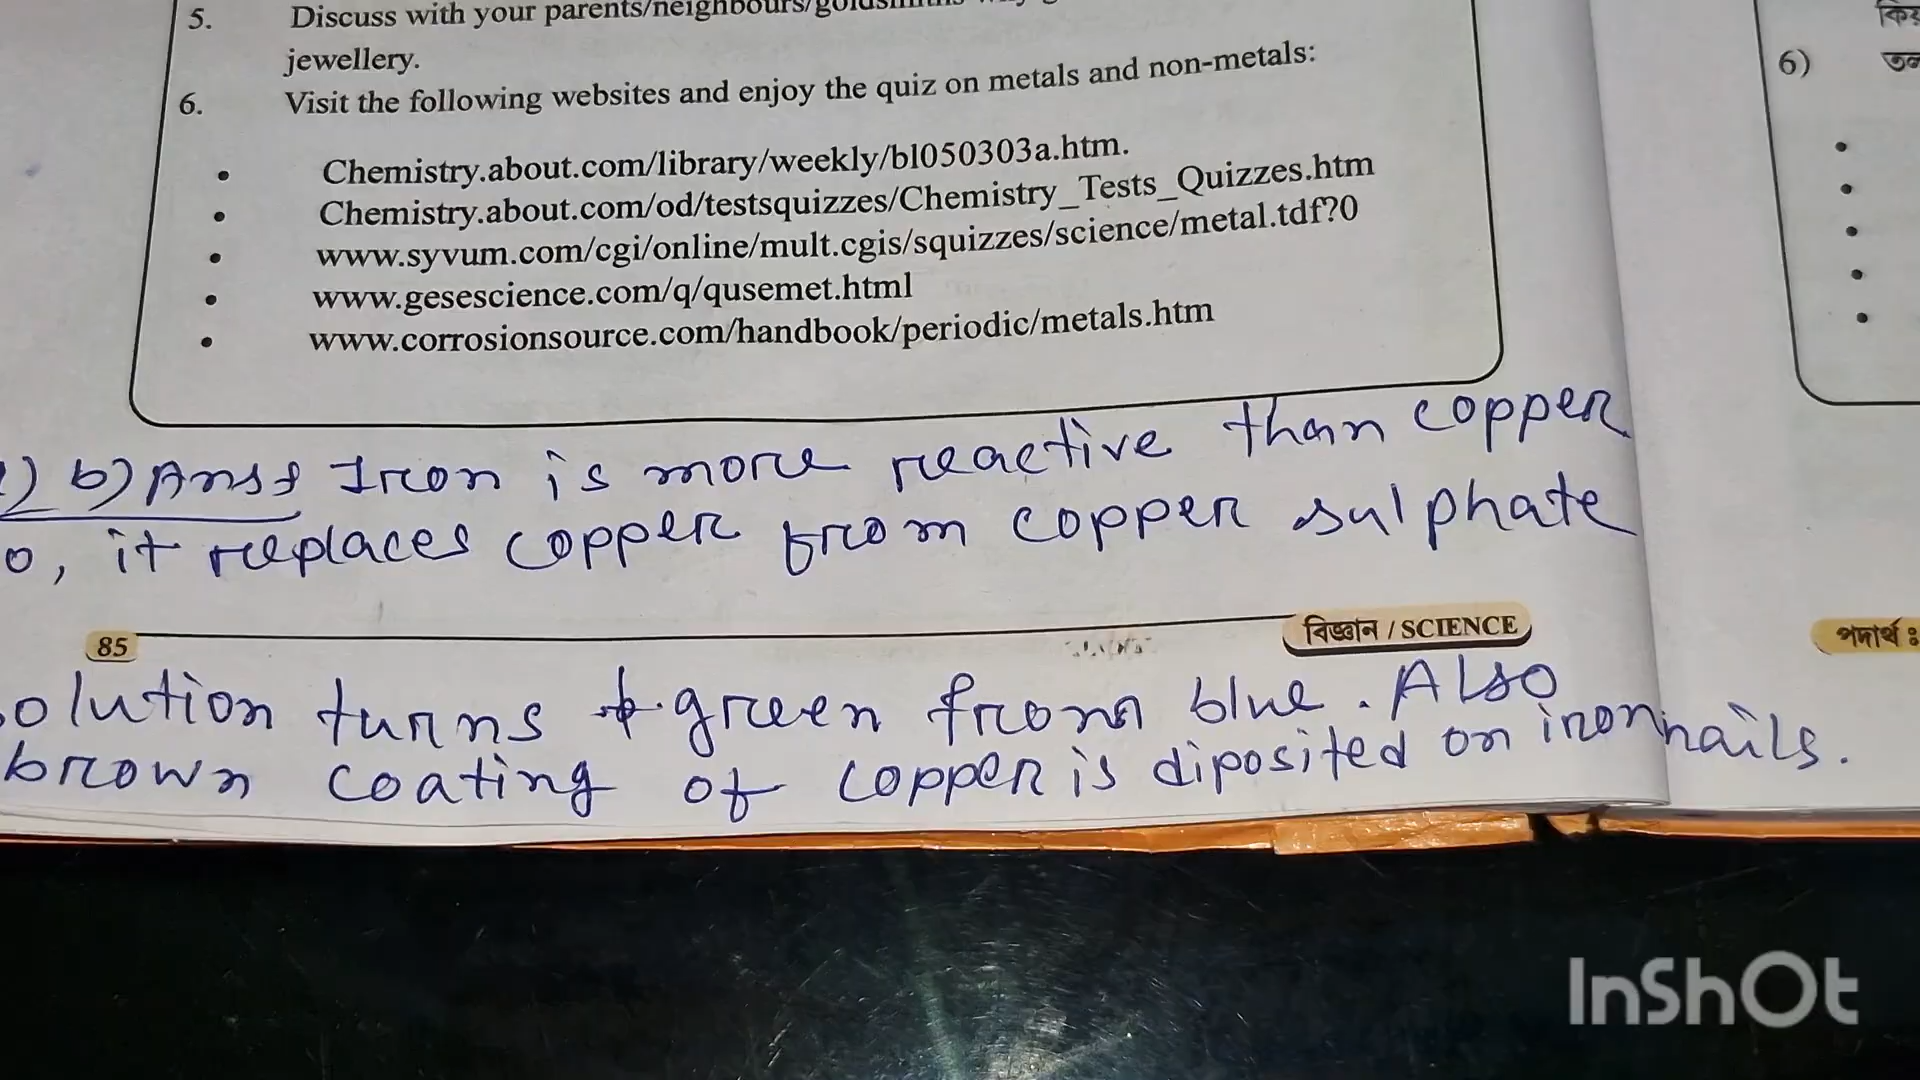 5. Discuss with your parents/neighbours/goldsmiths why
jewellery.
6. Visit the following websites and enjoy the quiz on metals and non-metals:
• Chemistry.about.com/library/weekly/bl050303a.htm.
• Chemistry.about.com/od/testsquizzes/Chemistry_Tests_Quizzes.htm
• www.syvum.com/cgi/online/mult.cgis/squizzes/science/metal.tdf?0
• www.gesescience.com/q/qusemet.html
• www.corrosionsource.com/handbook/periodic/metals.htm
) b) Ans: Iron is more reactive than copper
o, it replaces copper from copper sulphate
85 বিজ্ঞান / SCIENCE
olution turns green from blue. Also
brown coating of copper is diposited on iron nails.
6)
পদার্থ :
InShOt